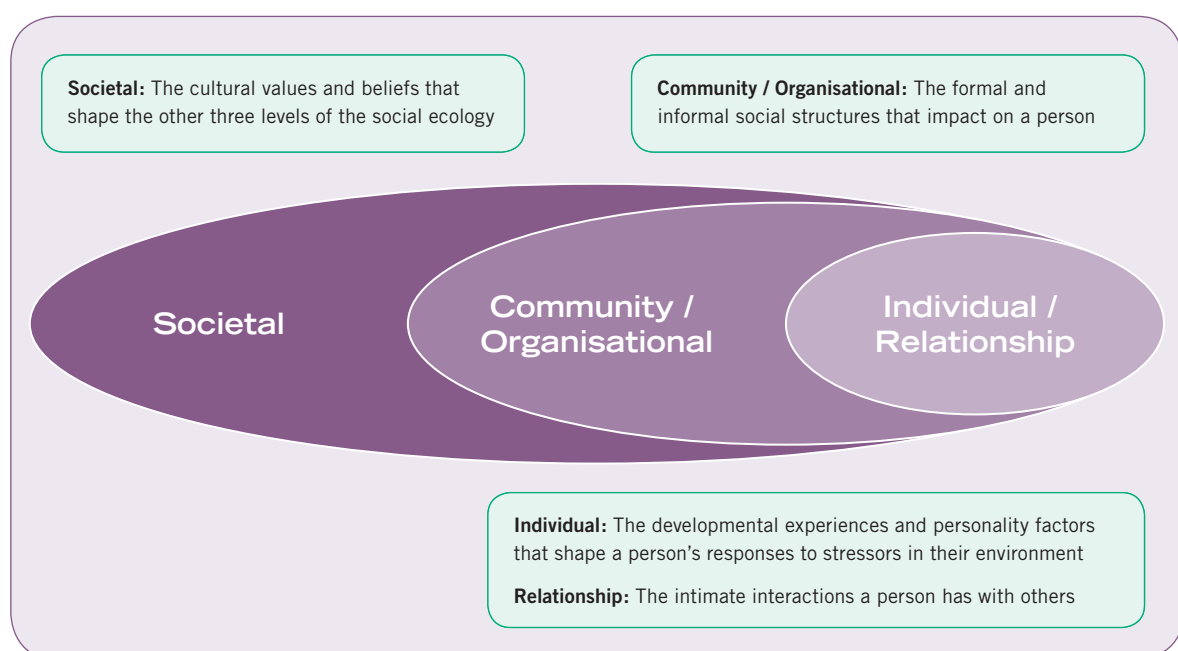 Societal: The cultural values and beliefs that
shape the other three levels of the social ecology
Community / Organisational: The formal and
informal social structures that impact on a person
Societal
Community /
Organisational
Individual /
Relationship
Individual: The developmental experiences and personality factors
that shape a person’s responses to stressors in their environment
Relationship: The intimate interactions a person has with others